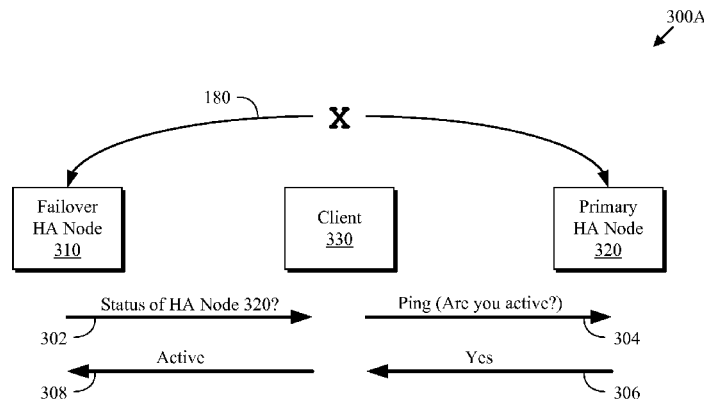 300A
180
X
Failover
HA Node
310
Client
330
Primary
HA Node
320
Status of HA Node 320?
Ping (Are you active?)
302
304
Active
Yes
308
306